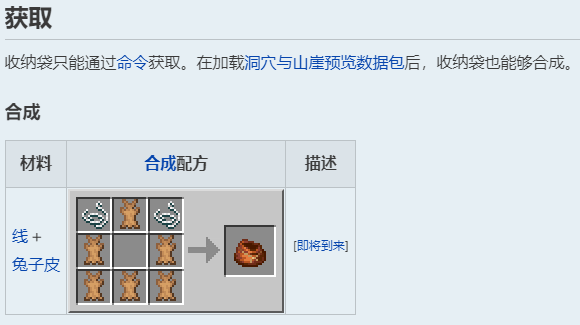 获取
收纳袋只能通过命令获取。在加载洞穴与山崖预览数据包后，收纳袋也能够合成。
合成
材料 合成配方 描述
线 +
兔子皮
[即将到来]